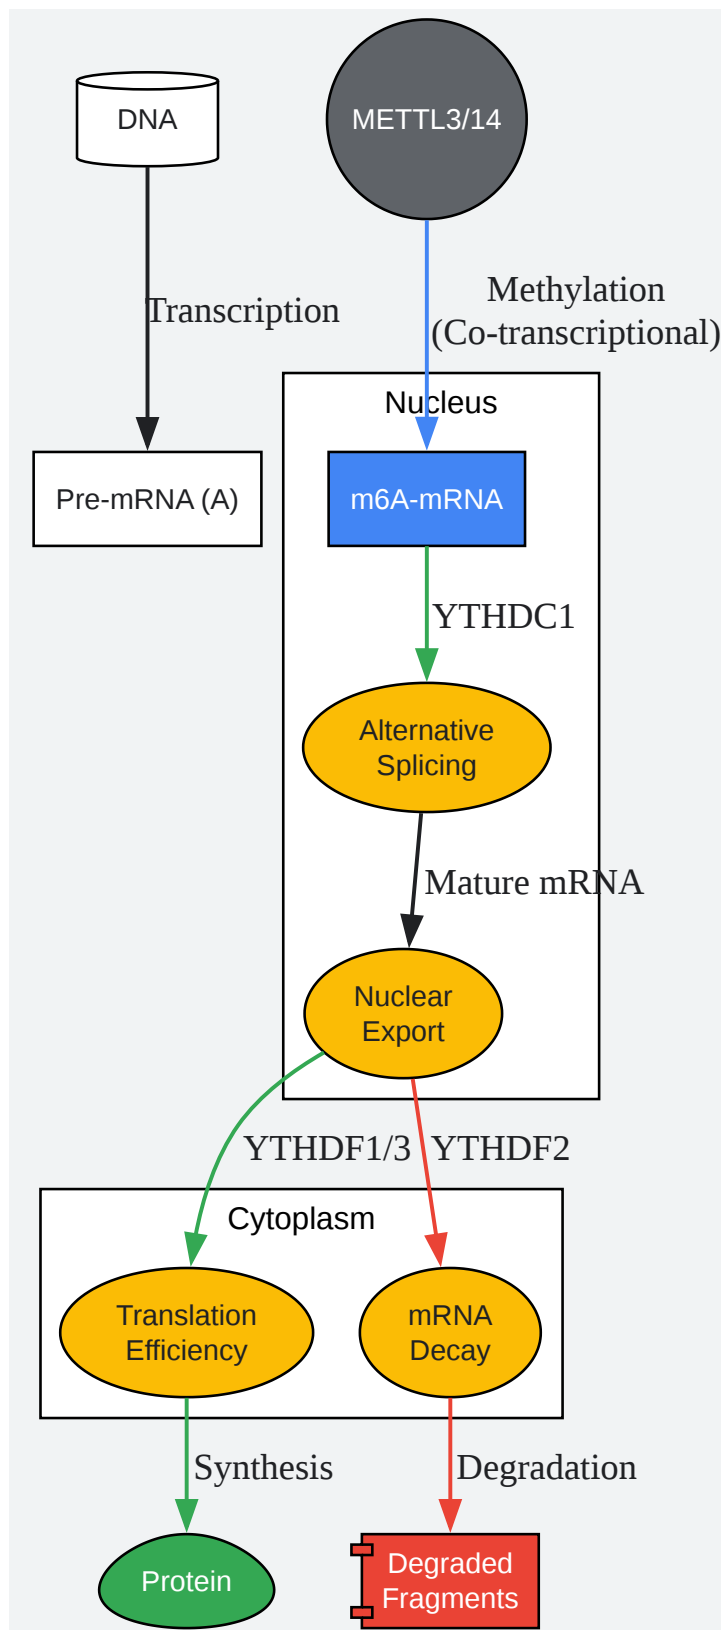 DNA
METTL3/14
Transcription
Methylation
(Co-transcriptional)
Nucleus
Pre-mRNA (A)
m6A-mRNA
YTHDC1
Alternative
Splicing
Mature mRNA
Nuclear
Export
YTHDF1/3
YTHDF2
Cytoplasm
Translation
Efficiency
mRNA
Decay
Synthesis
Degradation
Protein
Degraded
Fragments